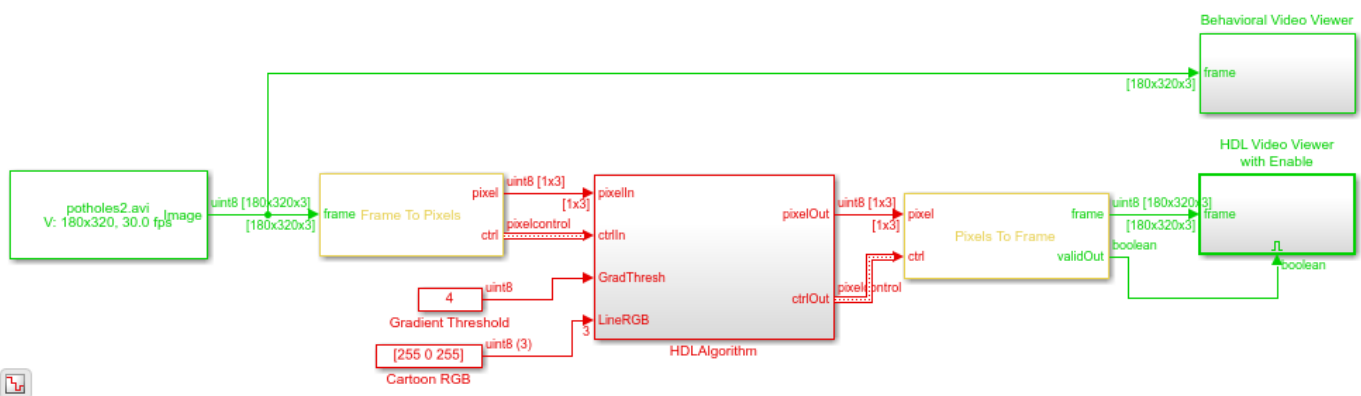 Behavioral Video Viewer
frame
[180x320x3]
HDL Video Viewer
with Enable
potholes2.avi
V: 180x320, 30.0 fps
Image
uint8 [180x320x3]
[180x320x3]
frame
Frame To Pixels
pixel
ctrl
uint8 [1x3]
[1x3]
pixelcontrol
pixelIn
ctrlIn
GradThresh
LineRGB
pixelOut
ctrlOut
HDLAlgorithm
4
uint8
Gradient Threshold
[255 0 255]
uint8 (3)
3
Cartoon RGB
uint8 [1x3]
[1x3]
pixelcontrol
pixel
ctrl
Pixels To Frame
frame
validOut
uint8 [180x320x3]
[180x320x3]
boolean
frame
boolean